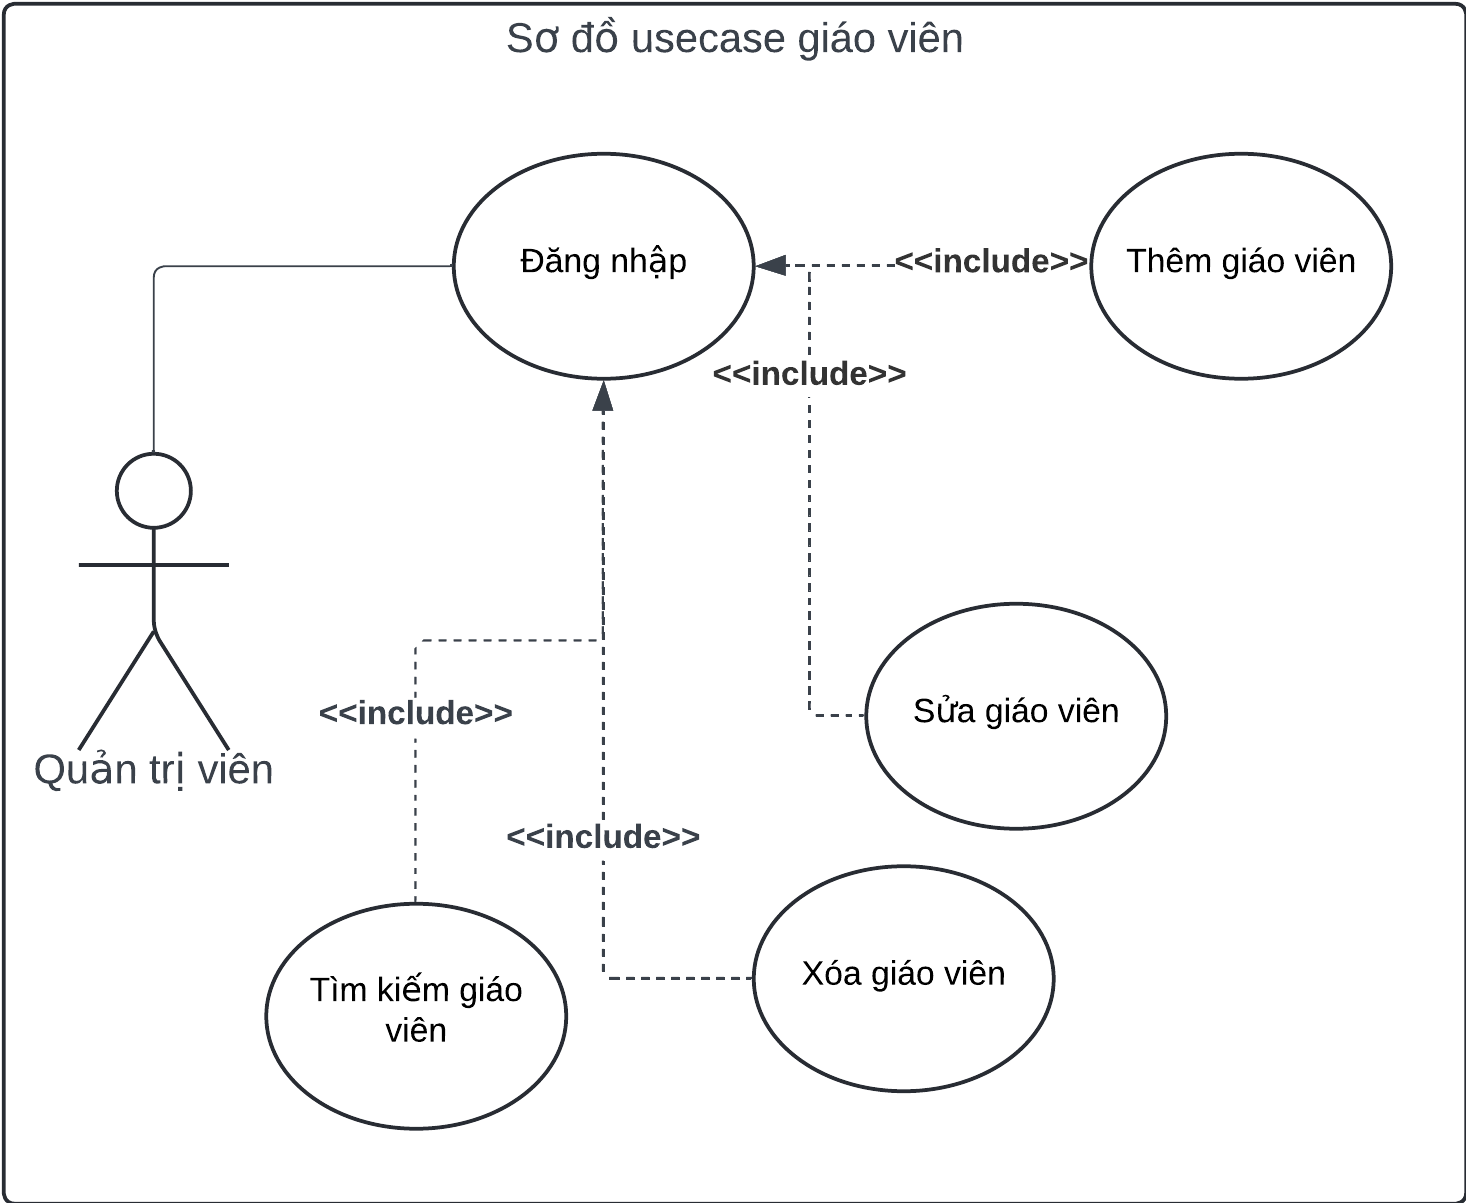 Sơ đồ usecase giáo viên
Đăng nhập
<<include>>
Thêm giáo viên
<<include>>
Sửa giáo viên
<<include>>
Quản trị viên
<<include>>
Xóa giáo viên
Tìm kiếm giáo
viên